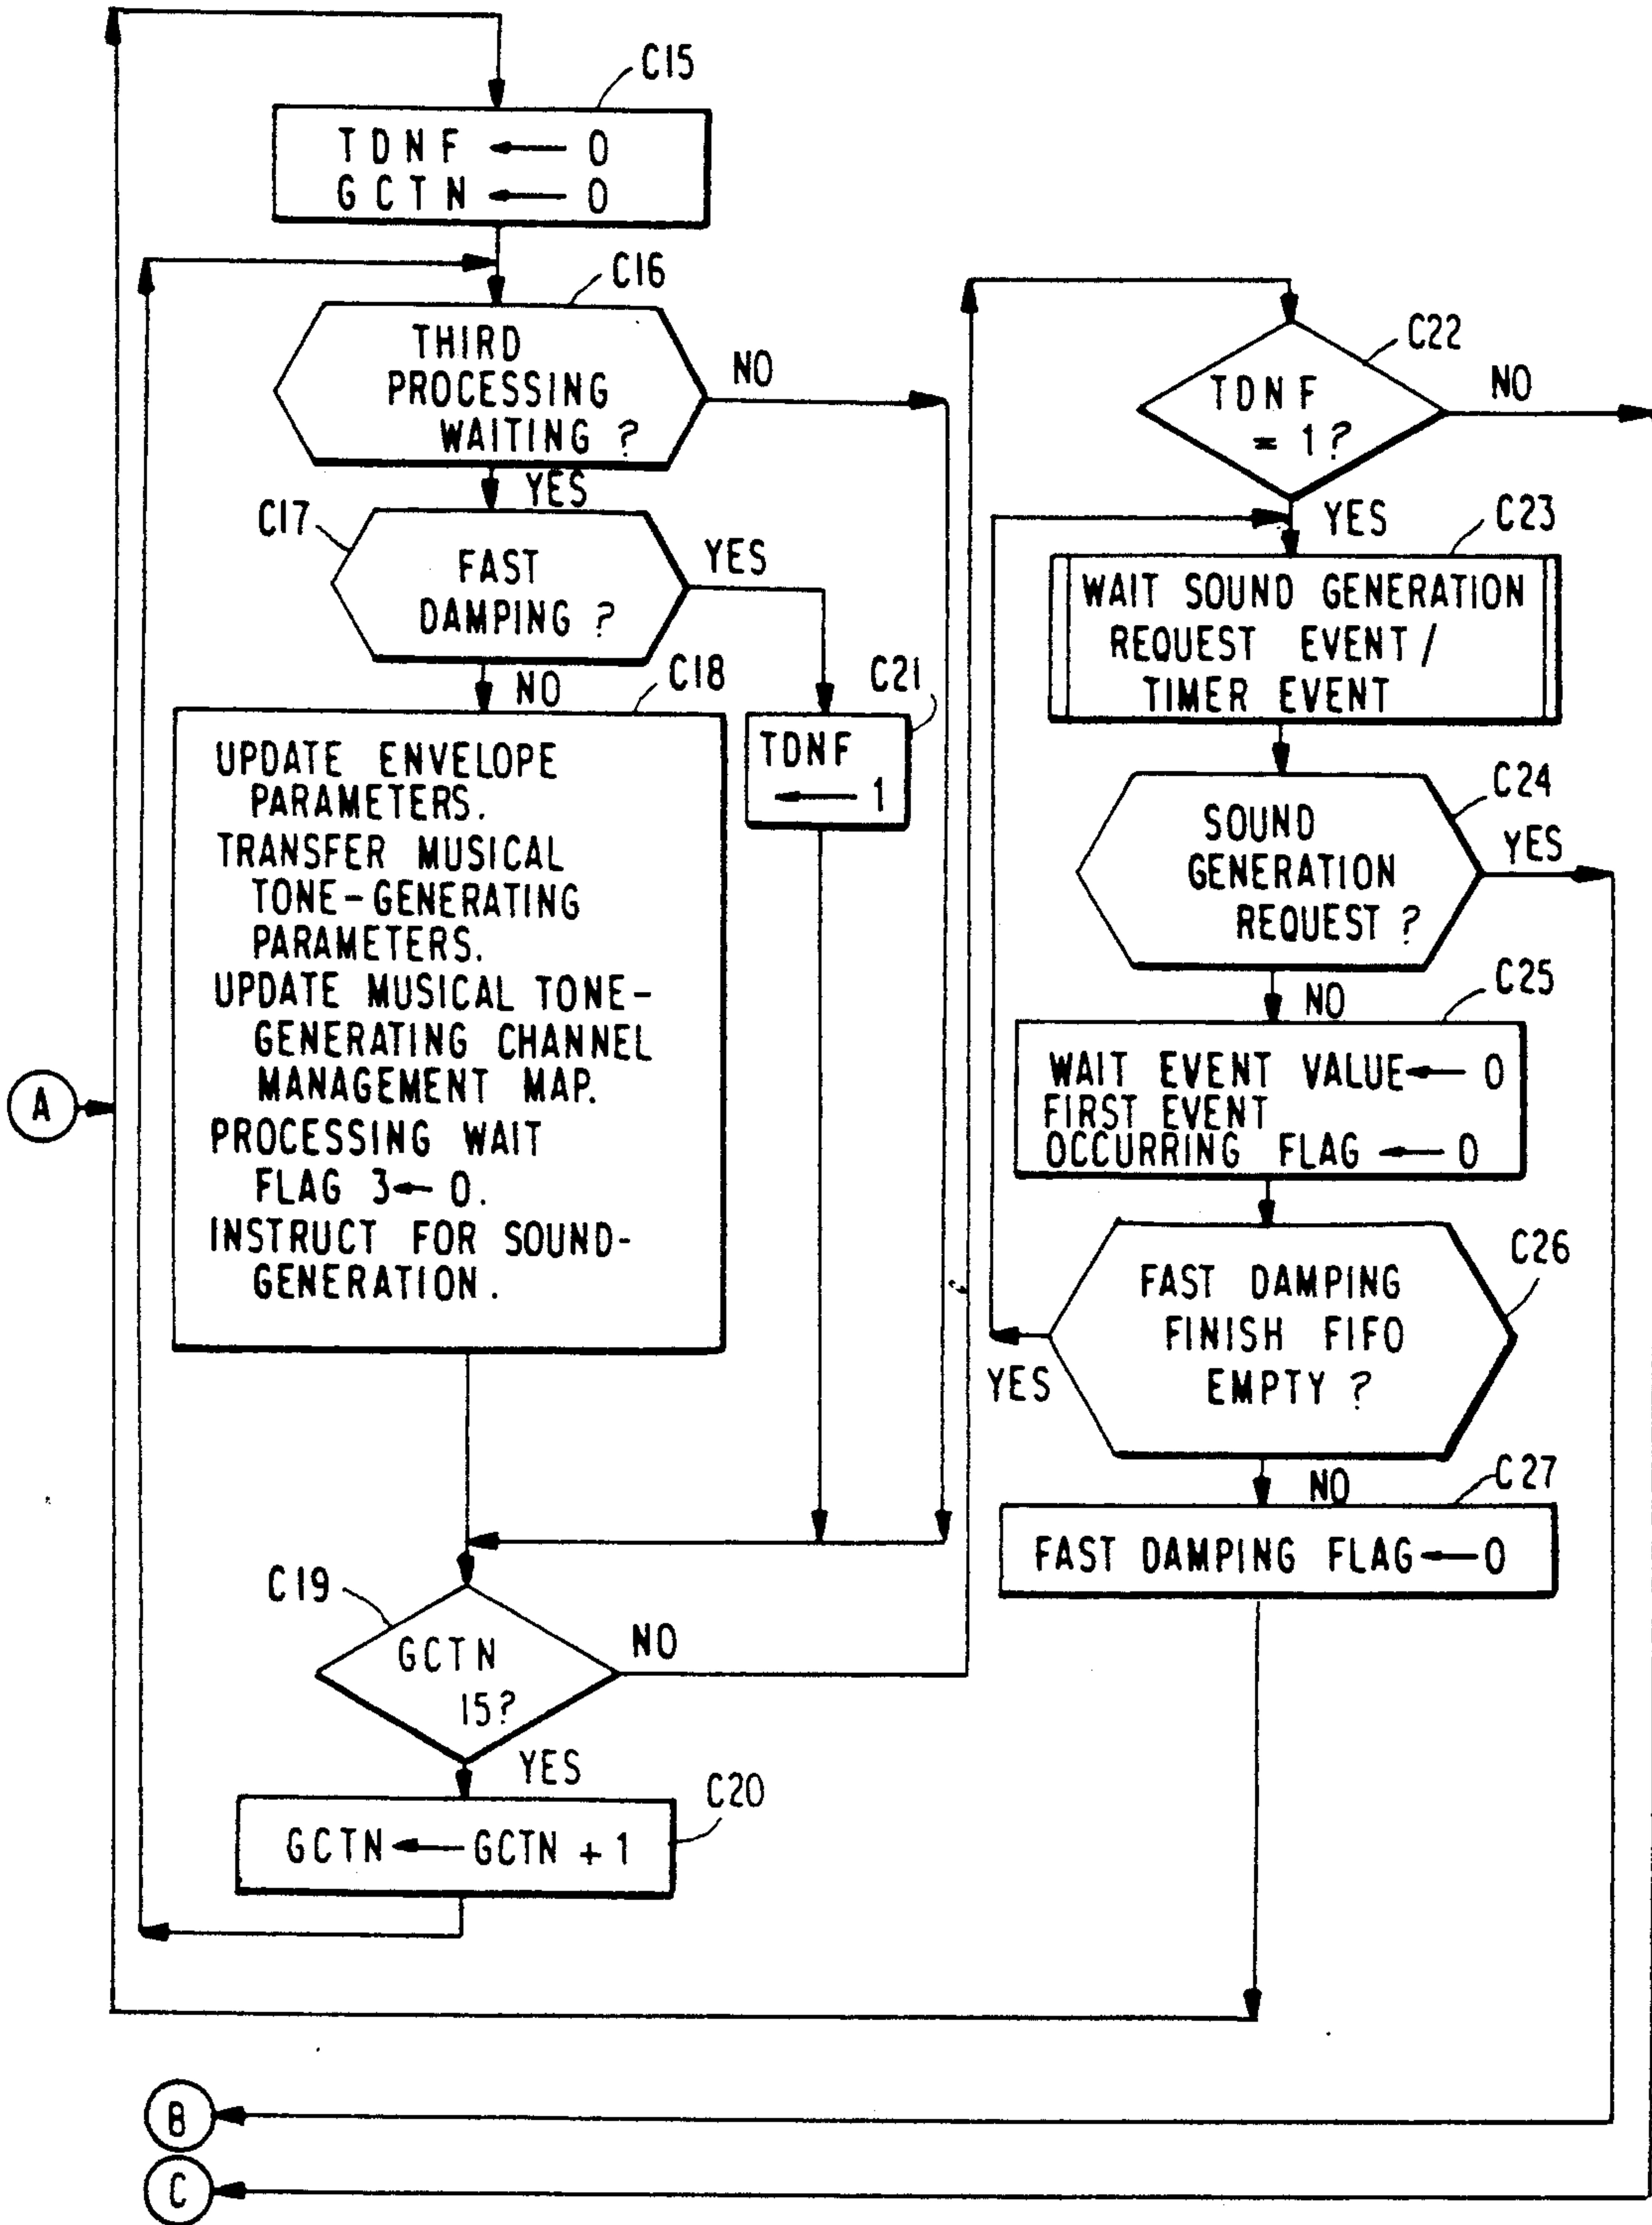 C15
TDNF ← 0
GCTN ← 0
C16
THIRD
PROCESSING
WAITING ?
NO
YES
C17
FAST
DAMPING ?
YES
NO
C18
UPDATE ENVELOPE
PARAMETERS.
TRANSFER MUSICAL
TONE-GENERATING
PARAMETERS.
UPDATE MUSICAL TONE-
GENERATING CHANNEL
MANAGEMENT MAP.
PROCESSING WAIT
FLAG 3 ← 0.
INSTRUCT FOR SOUND-
GENERATION.
C21
TDNF
← 1
A
C19
GCTN
15?
NO
YES
C20
GCTN ← GCTN + 1
C22
TDNF
= 1?
NO
YES
C23
WAIT SOUND GENERATION
REQUEST EVENT /
TIMER EVENT
C24
SOUND
GENERATION
REQUEST ?
YES
NO
C25
WAIT EVENT VALUE ← 0
FIRST EVENT
OCCURRING FLAG ← 0
C26
FAST DAMPING
FINISH FIFO
EMPTY ?
YES
NO
C27
FAST DAMPING FLAG ← 0
B
C